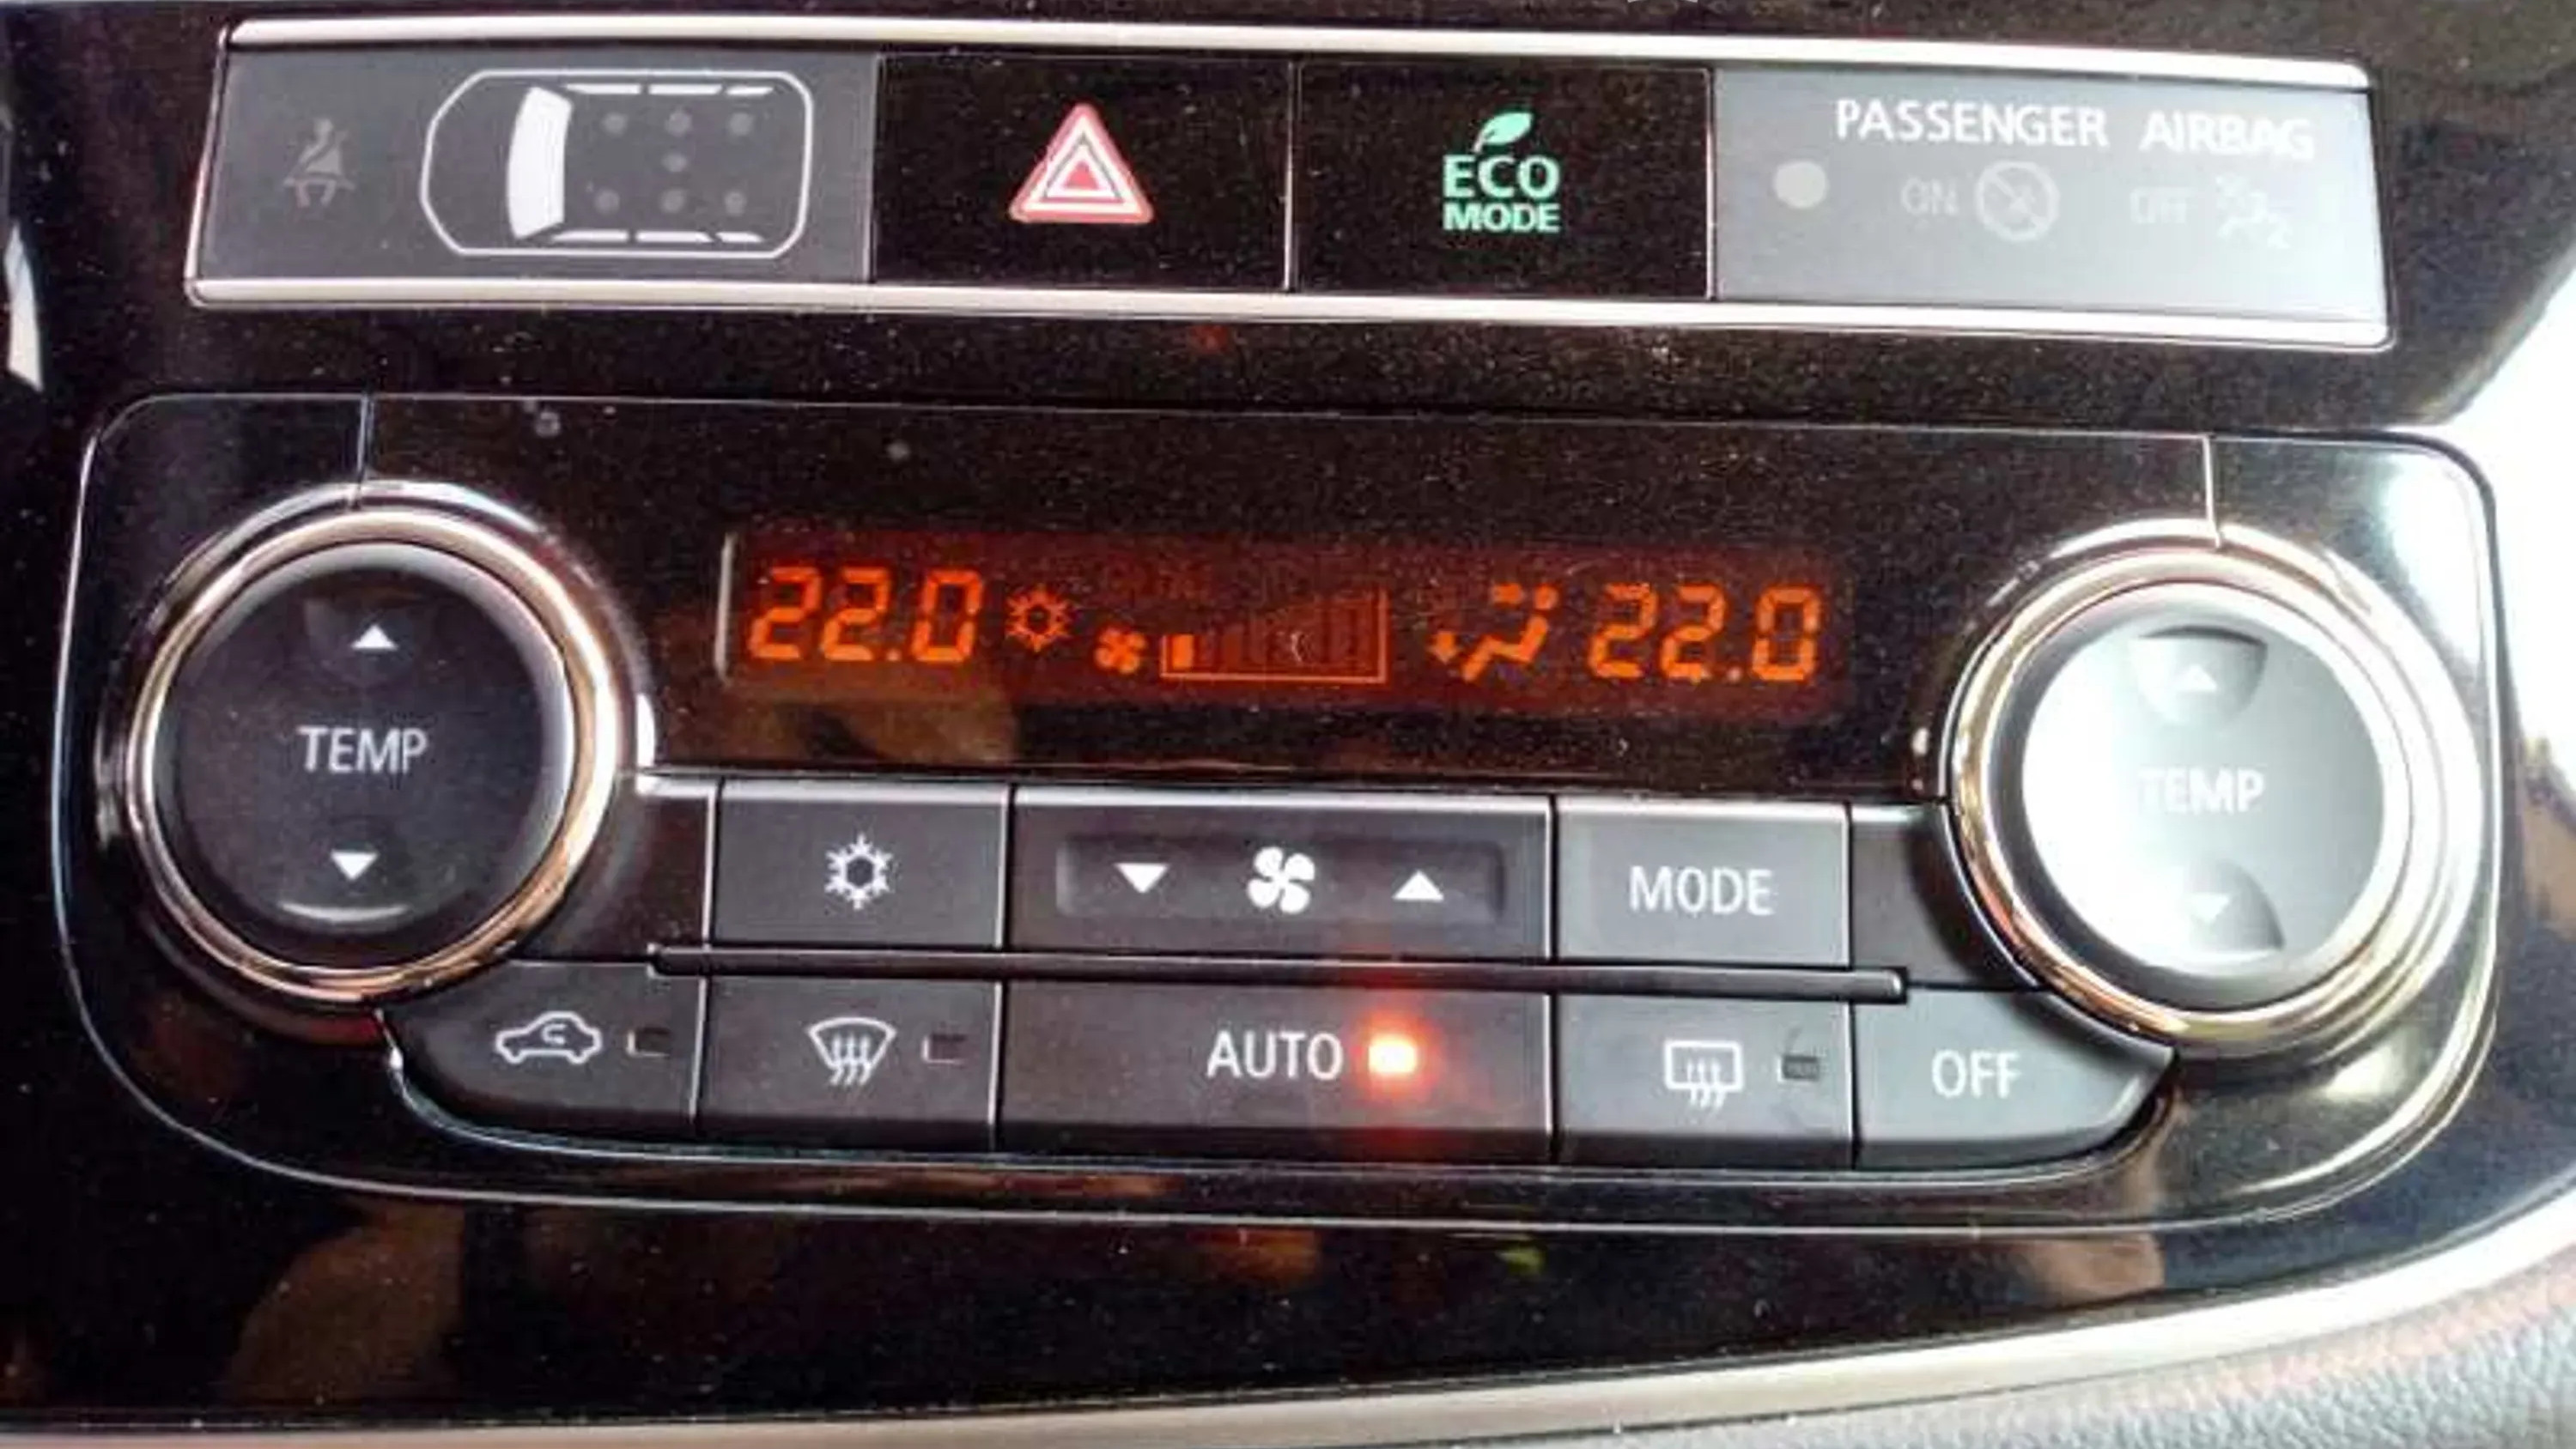 PASSENGER AIRBAG
ECO
MODE
ON OFF
22.0 22.0
TEMP
TEMP
MODE
AUTO
OFF